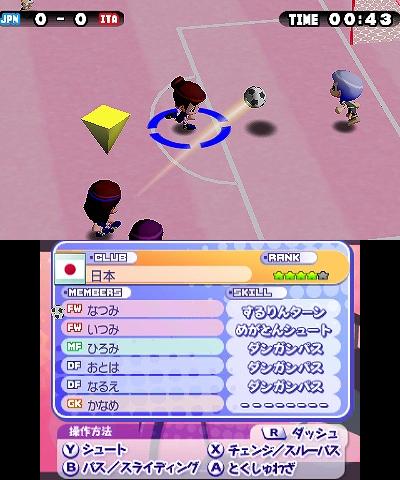 JPN 0 - 0 ITA
TIME 00:43
CLUB
RANK
日本
MEMBERS
SKILL
FW なつみ
するりんターン
FW いつみ
めがとんシュート
MF ひろみ
ダンガンパス
DF おとは
ダンガンパス
DF なるえ
ダンガンパス
GK かなめ
--------
操作方法
R ダッシュ
Y シュート
X チェンジ/スルーパス
B パス/スライディング
A とくしゅわざ